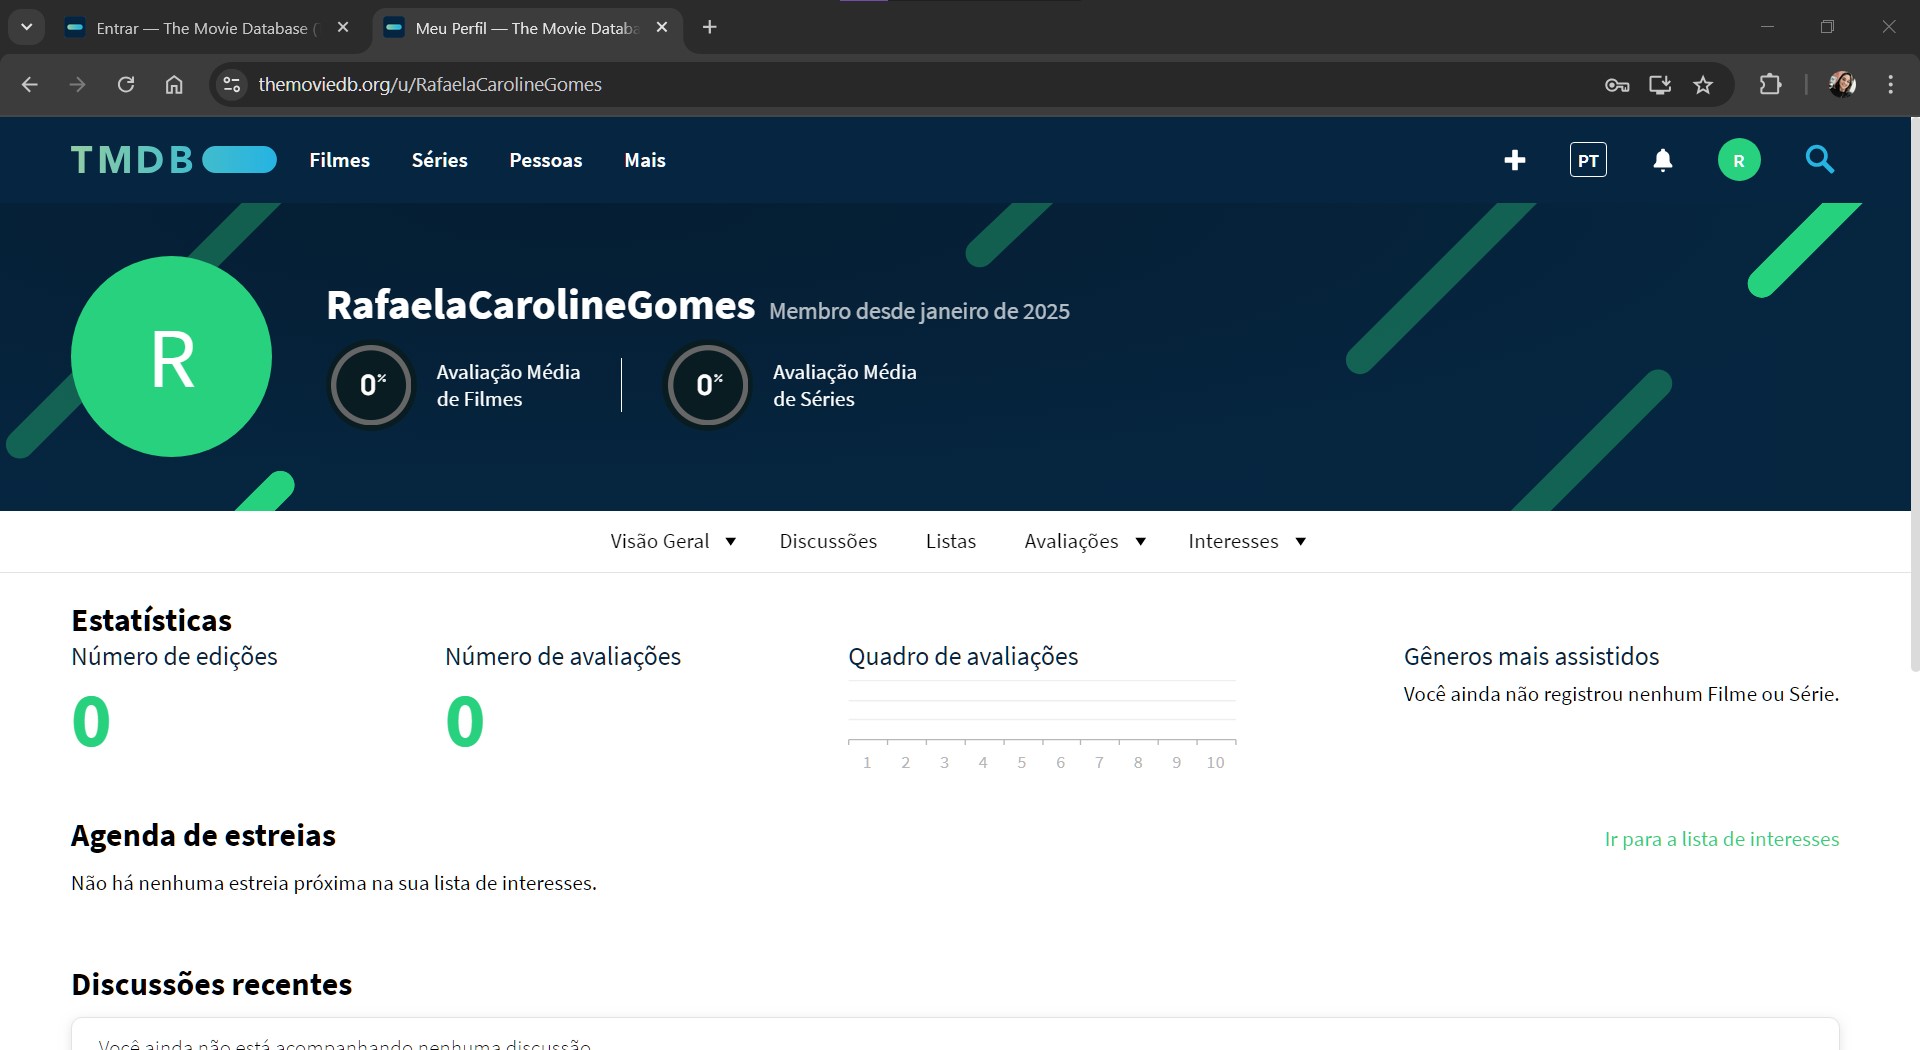 Entrar — The Movie Database (
Meu Perfil — The Movie Databa
themoviedb.org/u/RafaelaCarolineGomes
TMDB
Filmes
Séries
Pessoas
Mais
PT
R
R
RafaelaCarolineGomes Membro desde janeiro de 2025
0%
Avaliação Média
de Filmes
0%
Avaliação Média
de Séries
Visão Geral
Discussões
Listas
Avaliações
Interesses
Estatísticas
Número de edições
0
Número de avaliações
0
Quadro de avaliações
1 2 3 4 5 6 7 8 9 10
Gêneros mais assistidos
Você ainda não registrou nenhum Filme ou Série.
Agenda de estreias
Ir para a lista de interesses
Não há nenhuma estreia próxima na sua lista de interesses.
Discussões recentes
Você ainda não está acompanhando nenhuma discussão